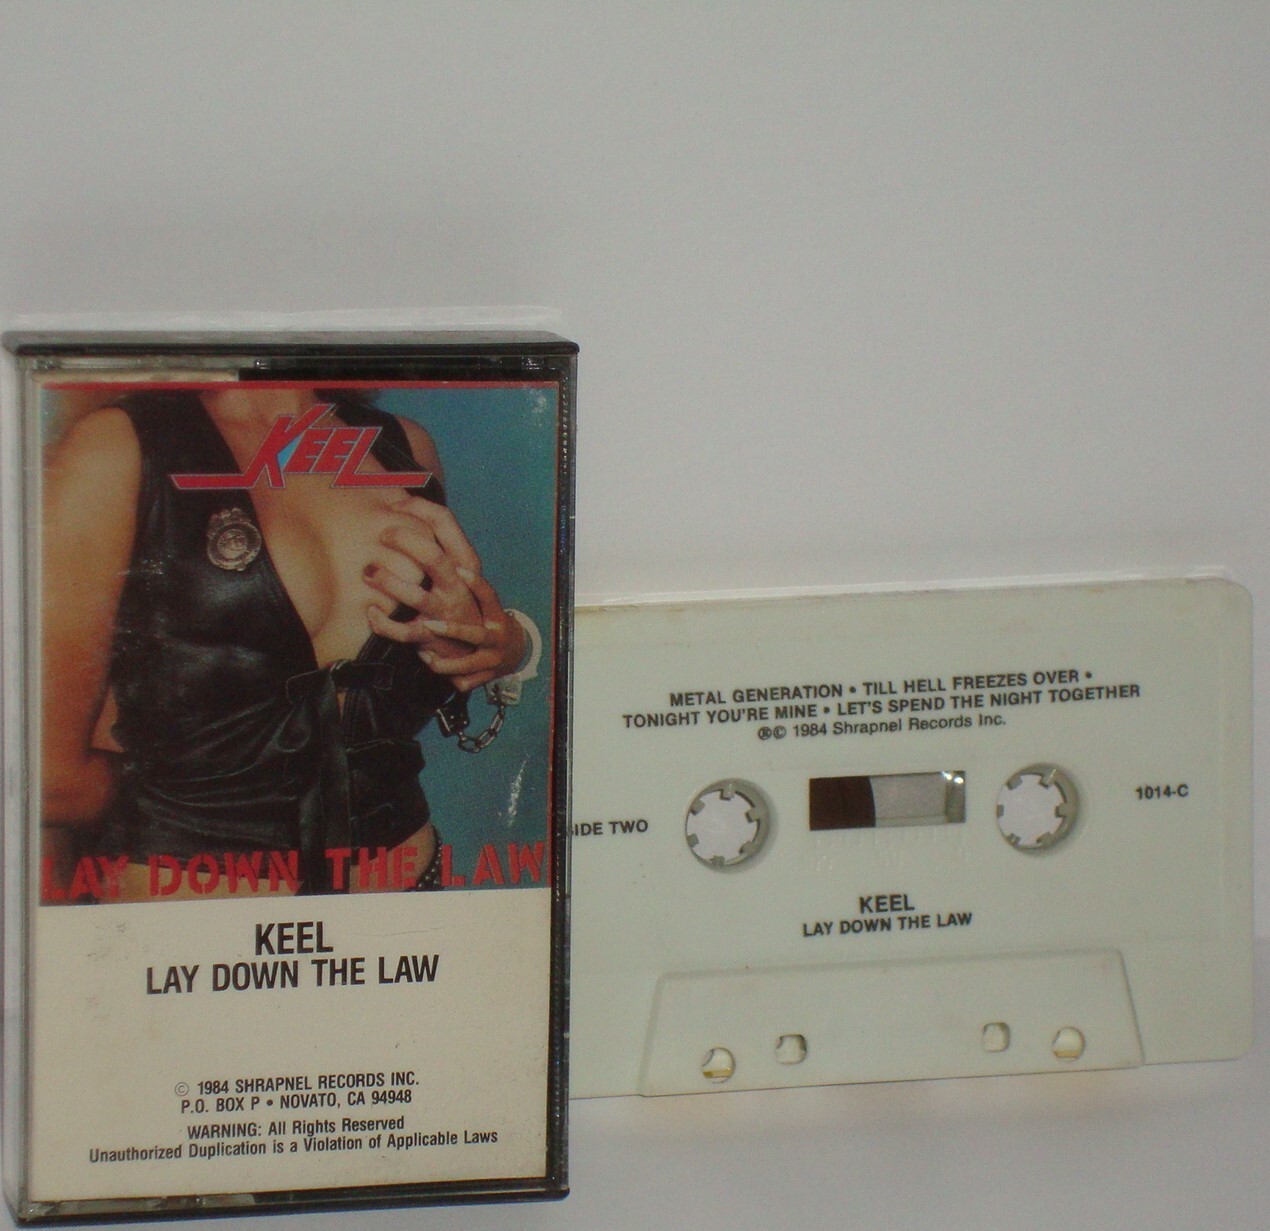 KEEL
LAY DOWN THE LAW
KEEL
LAY DOWN THE LAW
© 1984 SHRAPNEL RECORDS INC.
P.O. BOX P • NOVATO, CA 94948
WARNING: All Rights Reserved
Unauthorized Duplication is a Violation of Applicable Laws
METAL GENERATION • TILL HELL FREEZES OVER •
TONIGHT YOU'RE MINE • LET'S SPEND THE NIGHT TOGETHER
®© 1984 Shrapnel Records Inc.
IDE TWO
1014-C
KEEL
LAY DOWN THE LAW